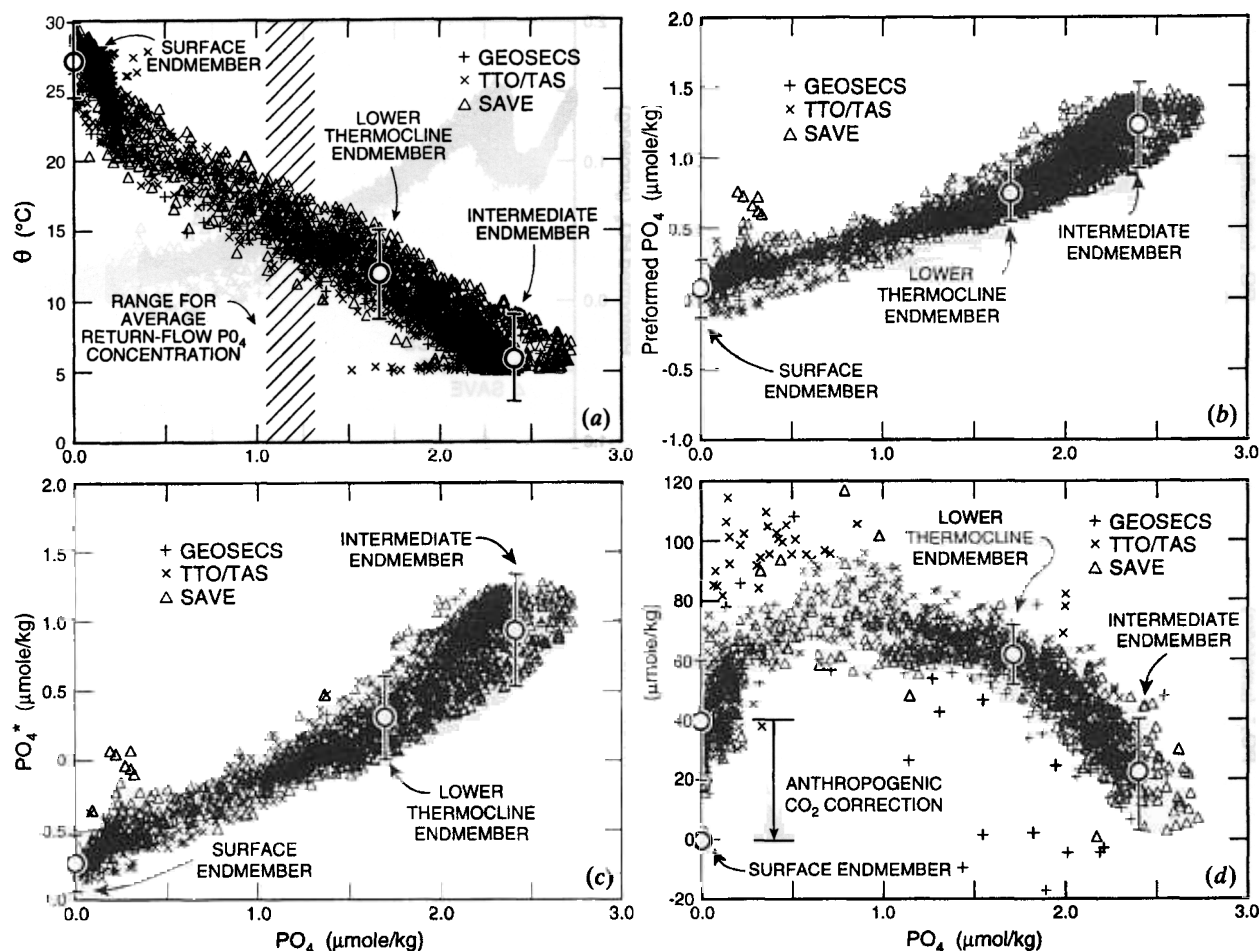 30
25
20
15
10
5
0
θ (°C)
SURFACE
ENDMEMBER
+ GEOSECS
× TTO/TAS
△ SAVE
LOWER
THERMOCLINE
ENDMEMBER
INTERMEDIATE
ENDMEMBER
RANGE FOR
AVERAGE
RETURN-FLOW PO₄
CONCENTRATION
(a)
0.0 1.0 2.0 3.0
2.0
1.5
1.0
0.5
0.0
-0.5
-1.0
Preformed PO₄ (μmole/kg)
+ GEOSECS
× TTO/TAS
△ SAVE
INTERMEDIATE
ENDMEMBER
LOWER
THERMOCLINE
ENDMEMBER
SURFACE
ENDMEMBER
(b)
0.0 1.0 2.0 3.0
2.0
1.5
1.0
0.5
0
0.5
1.0
PO₄* (μmole/kg)
+ GEOSECS
× TTO/TAS
△ SAVE
INTERMEDIATE
ENDMEMBER
LOWER
THERMOCLINE
ENDMEMBER
SURFACE
ENDMEMBER
(c)
0.0 1.0 2.0 3.0
PO₄ (μmole/kg)
120
100
80
60
40
20
0
-20
(μmole/kg)
LOWER
THERMOCLINE
ENDMEMBER
+ GEOSECS
× TTO/TAS
△ SAVE
INTERMEDIATE
ENDMEMBER
ANTHROPOGENIC
CO₂ CORRECTION
SURFACE ENDMEMBER
(d)
0.0 1.0 2.0 3.0
PO₄ (μmol/kg)